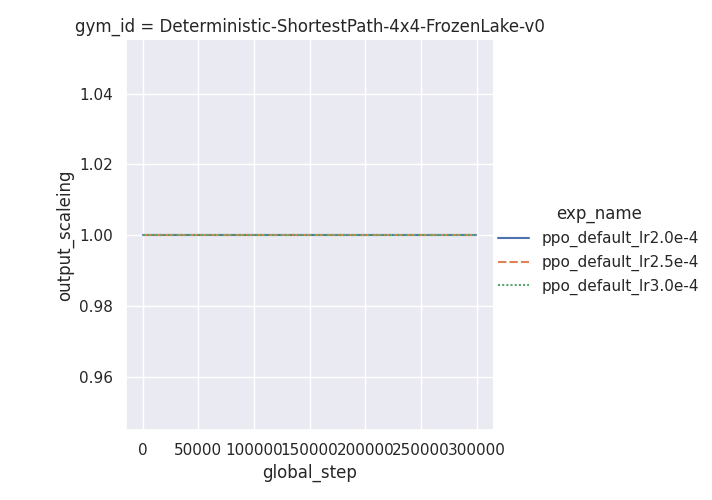 gym_id = Deterministic-ShortestPath-4x4-FrozenLake-v0
1.04
1.02
1.00
0.98
0.96
output_scaleing
0 50000 100000 150000 200000 250000 300000
global_step
exp_name
ppo_default_lr2.0e-4
ppo_default_lr2.5e-4
ppo_default_lr3.0e-4